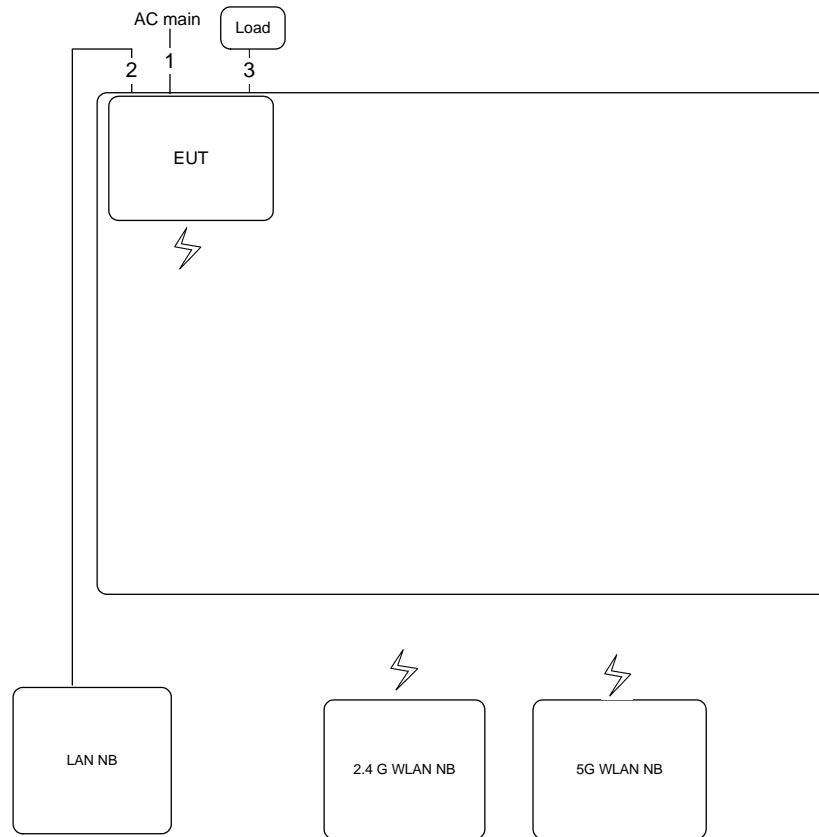 AC main
Load
2
1
3
EUT
LAN NB
2.4 G WLAN NB
5G WLAN NB